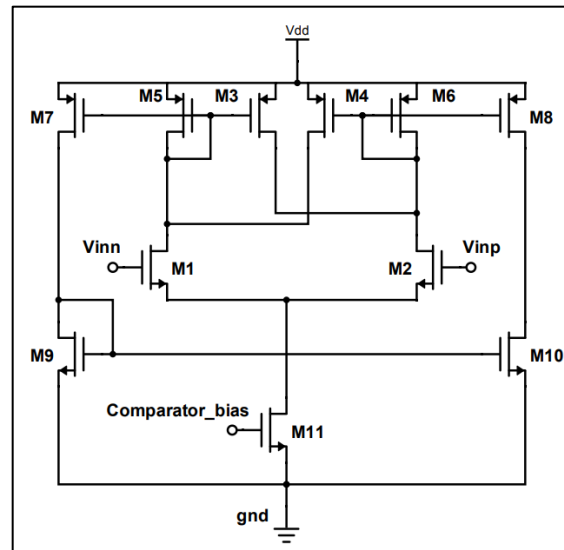 Vdd
M7
M5
M3
M4
M6
M8
Vinn
M1
M2
Vinp
M9
M10
Comparator_bias
M11
gnd